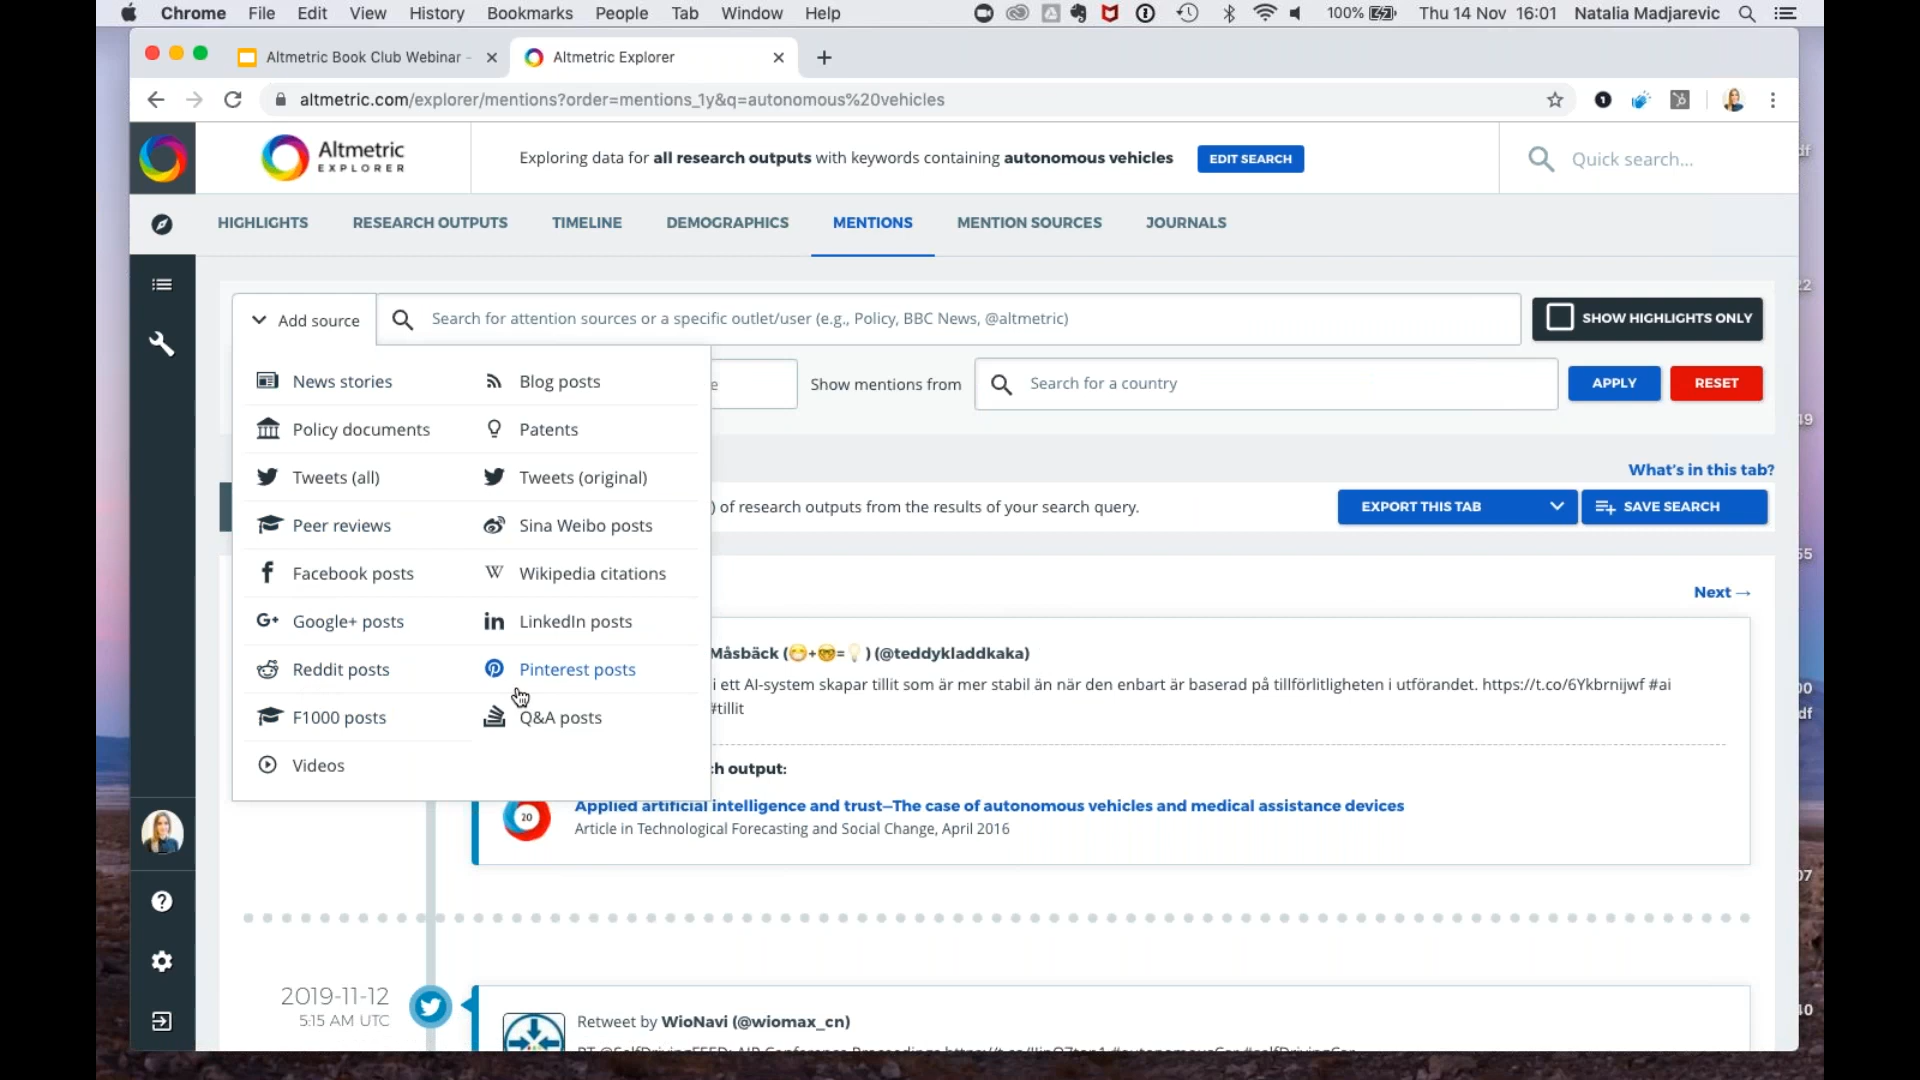 Chrome File Edit View History Bookmarks People Tab Window Help 100% Thu 14 Nov 16:01 Natalia Madjarevic
Altmetric Book Club Webinar - Altmetric Explorer
altmetric.com/explorer/mentions?order=mentions_1y&q=autonomous%20vehicles
Altmetric
EXPLORER
Exploring data for all research outputs with keywords containing autonomous vehicles EDIT SEARCH Quick search...
HIGHLIGHTS RESEARCH OUTPUTS TIMELINE DEMOGRAPHICS MENTIONS MENTION SOURCES JOURNALS
Add source Search for attention sources or a specific outlet/user (e.g., Policy, BBC News, @altmetric) SHOW HIGHLIGHTS ONLY
News stories Blog posts
Show mentions from Search for a country APPLY RESET
Policy documents Patents
Tweets (all) Tweets (original)
What's in this tab?
) of research outputs from the results of your search query. EXPORT THIS TAB SAVE SEARCH
Peer reviews Sina Weibo posts
Facebook posts Wikipedia citations
Next →
Google+ posts LinkedIn posts
Måsbäck (😁+🤓=💡) (@teddykladdkaka)
Reddit posts Pinterest posts
i ett AI-system skapar tillit som är mer stabil än när den enbart är baserad på tillförlitligheten i utförandet. https://t.co/6Ykbrnijwf #ai
#tillit
F1000 posts Q&A posts
Videos
h output:
20
Applied artificial intelligence and trust—The case of autonomous vehicles and medical assistance devices
Article in Technological Forecasting and Social Change, April 2016
2019-11-12
5:15 AM UTC
Retweet by WioNavi (@wiomax_cn)